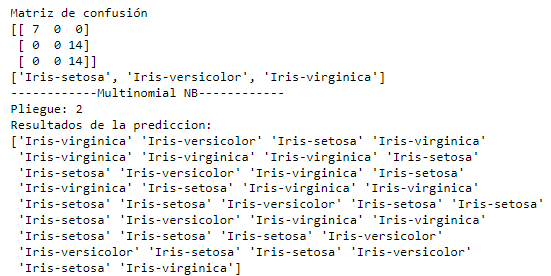 Matriz de confusión
[[ 7  0  0]
 [ 0  0 14]
 [ 0  0 14]]
['Iris-setosa', 'Iris-versicolor', 'Iris-virginica']
------------Multinomial NB------------
Pliegue: 2
Resultados de la prediccion:
['Iris-virginica' 'Iris-versicolor' 'Iris-setosa' 'Iris-virginica'
 'Iris-virginica' 'Iris-virginica' 'Iris-virginica' 'Iris-setosa'
 'Iris-setosa' 'Iris-versicolor' 'Iris-virginica' 'Iris-setosa'
 'Iris-virginica' 'Iris-setosa' 'Iris-virginica' 'Iris-virginica'
 'Iris-setosa' 'Iris-setosa' 'Iris-versicolor' 'Iris-setosa' 'Iris-setosa'
 'Iris-setosa' 'Iris-versicolor' 'Iris-virginica' 'Iris-virginica'
 'Iris-setosa' 'Iris-setosa' 'Iris-setosa' 'Iris-versicolor'
 'Iris-versicolor' 'Iris-setosa' 'Iris-setosa' 'Iris-versicolor'
 'Iris-setosa' 'Iris-virginica']